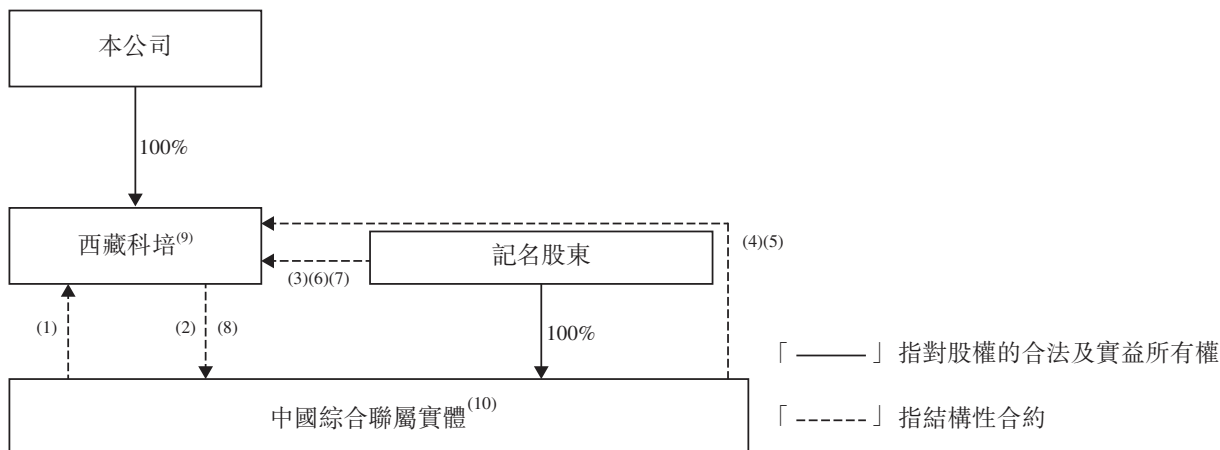 本公司
100%
西藏科培(9)
(4)(5)
記名股東
(3)(6)(7)
(1)
(2)
(8)
100%
「 」指對股權的合法及實益所有權
中國綜合聯屬實體(10)
「 」指結構性合約